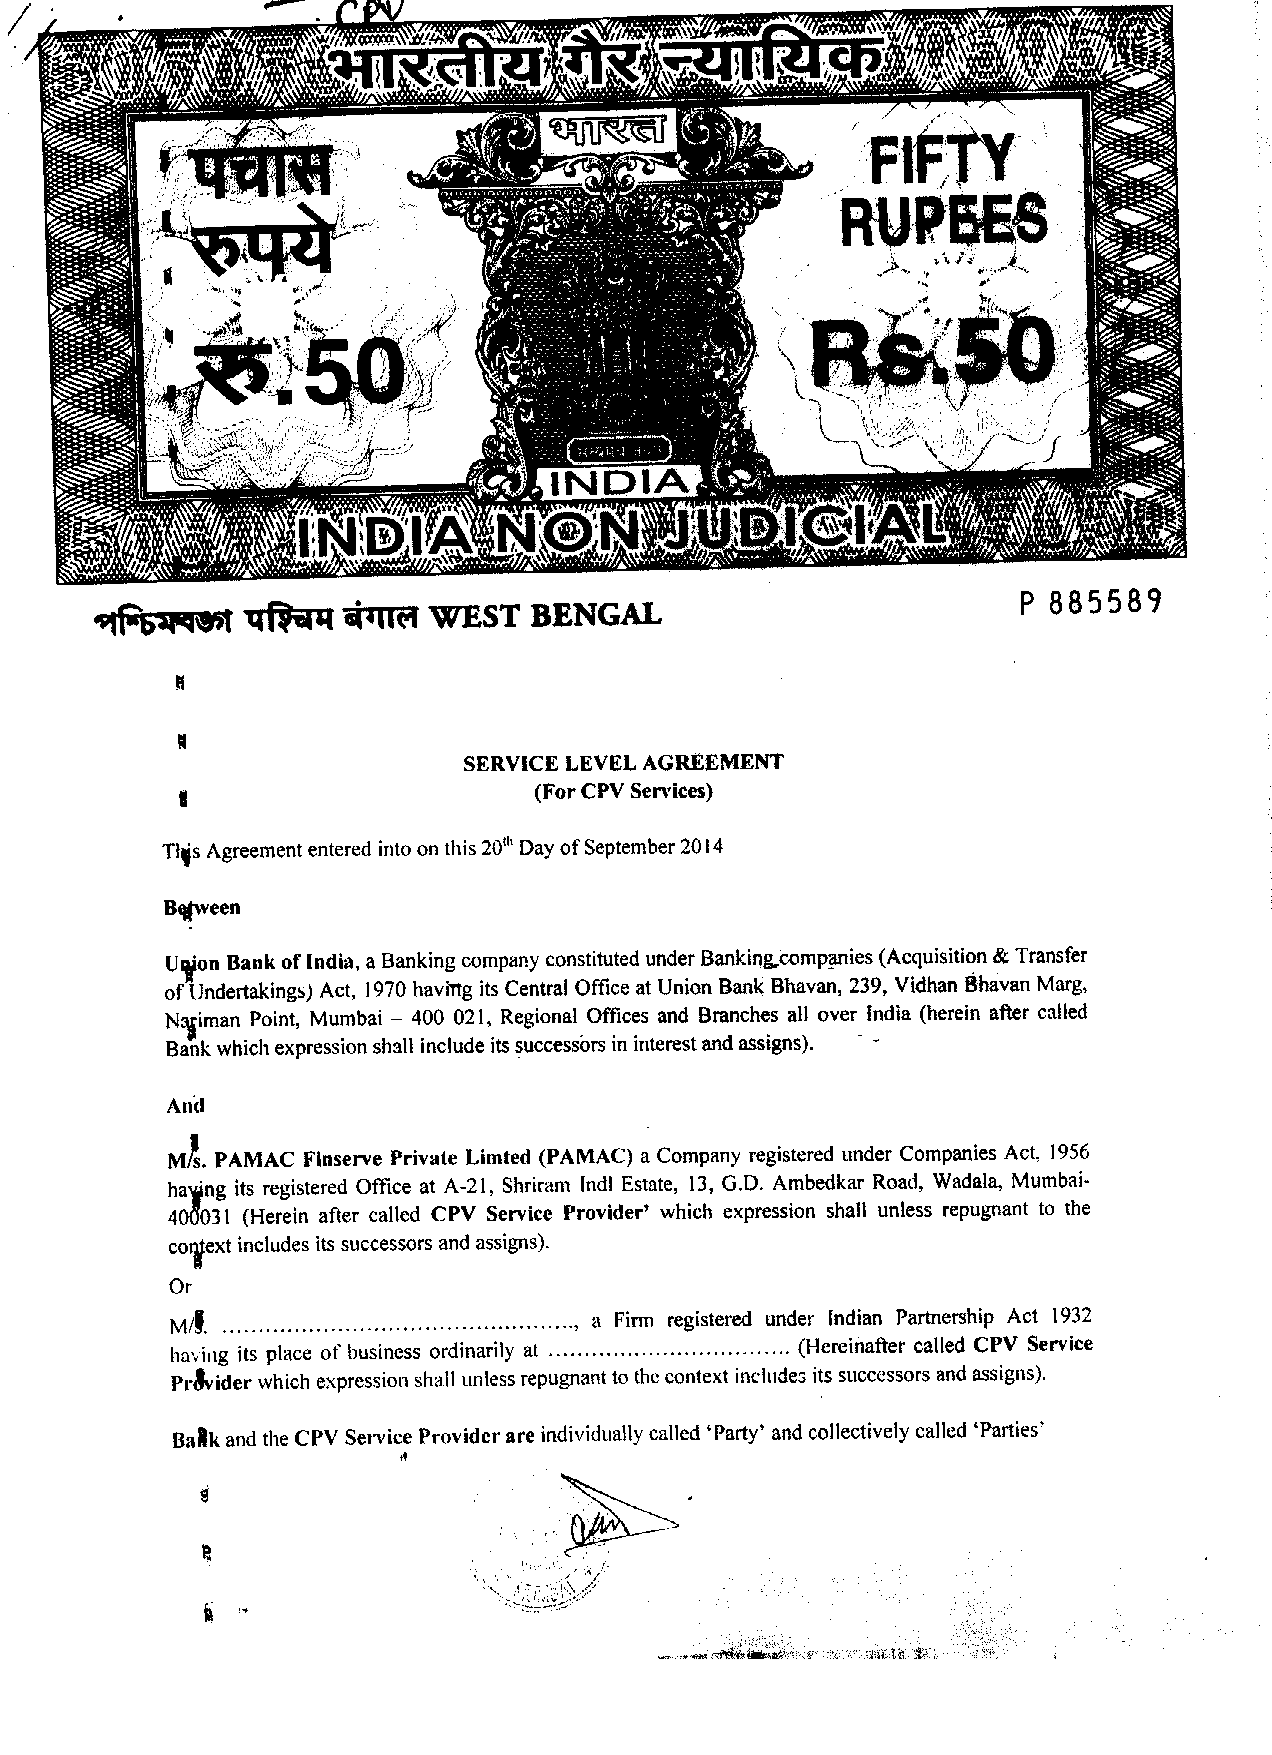 CPV
भारतीय गैर न्यायिक
भारत
पचास
रुपये
रु.50
FIFTY
RUPEES
Rs.50
INDIA
INDIA NON JUDICIAL
পশ্চিমবঙ্গ पश्चिम बंगाल WEST BENGAL
P 885589
SERVICE LEVEL AGREEMENT
(For CPV Services)
This Agreement entered into on this 20th Day of September 2014
Between
Union Bank of India, a Banking company constituted under Banking companies (Acquisition & Transfer
of Undertakings) Act, 1970 having its Central Office at Union Bank Bhavan, 239, Vidhan Bhavan Marg,
Nariman Point, Mumbai – 400 021, Regional Offices and Branches all over India (herein after called
Bank which expression shall include its successors in interest and assigns).
And
M/s. PAMAC Finserve Private Limted (PAMAC) a Company registered under Companies Act, 1956
having its registered Office at A-21, Shriram Indl Estate, 13, G.D. Ambedkar Road, Wadala, Mumbai-
400031 (Herein after called CPV Service Provider' which expression shall unless repugnant to the
context includes its successors and assigns).
Or
M/s. ................................................, a Firm registered under Indian Partnership Act 1932
having its place of business ordinarily at ................................. (Hereinafter called CPV Service
Provider which expression shall unless repugnant to the context includes its successors and assigns).
Bank and the CPV Service Provider are individually called 'Party' and collectively called 'Parties'